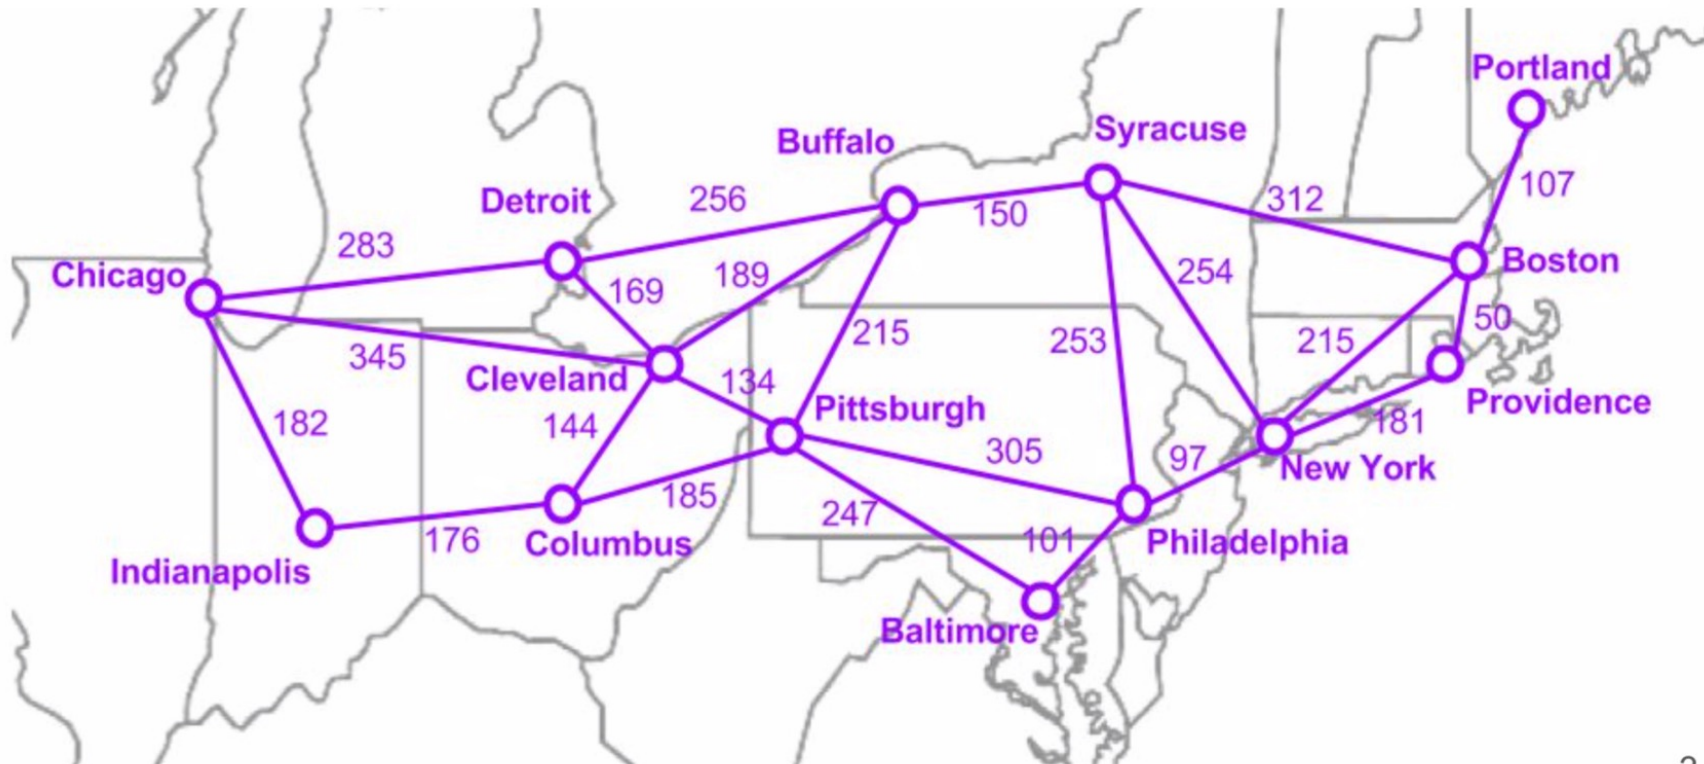 Portland
Syracuse
Buffalo
107
Detroit
256
312
150
283
Boston
Chicago
254
189
169
50
215
253
215
345
Cleveland
134
Providence
Pittsburgh
182
144
181
305
97
New York
185
247
176
Columbus
101
Philadelphia
Indianapolis
Baltimore